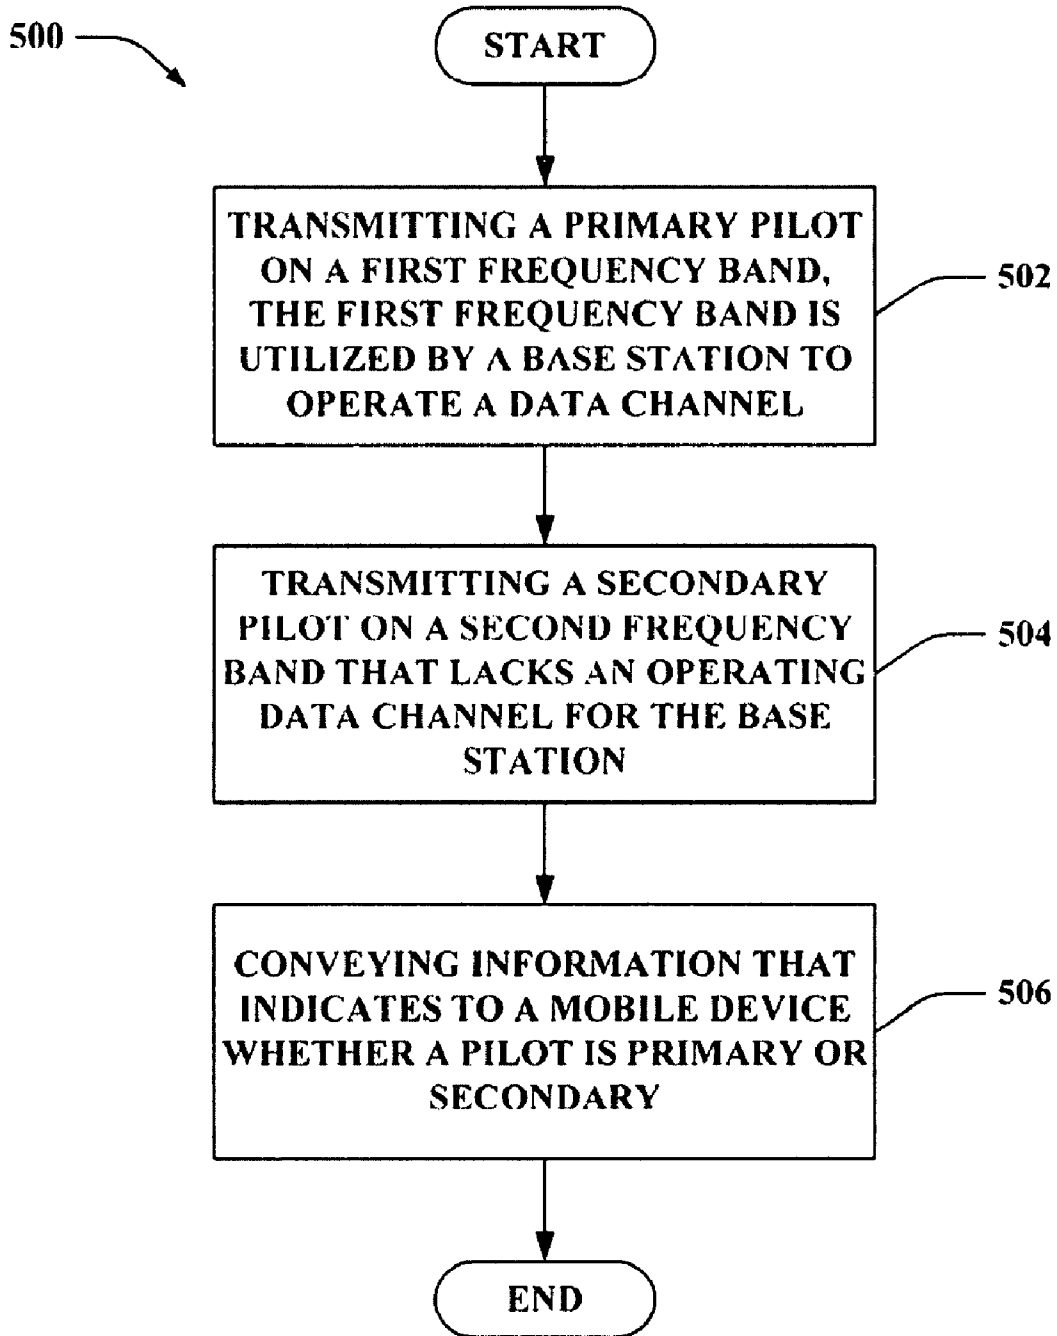 500
START
TRANSMITTING A PRIMARY PILOT
ON A FIRST FREQUENCY BAND,
THE FIRST FREQUENCY BAND IS
UTILIZED BY A BASE STATION TO
OPERATE A DATA CHANNEL
502
TRANSMITTING A SECONDARY
PILOT ON A SECOND FREQUENCY
BAND THAT LACKS AN OPERATING
DATA CHANNEL FOR THE BASE
STATION
504
CONVEYING INFORMATION THAT
INDICATES TO A MOBILE DEVICE
WHETHER A PILOT IS PRIMARY OR
SECONDARY
506
END